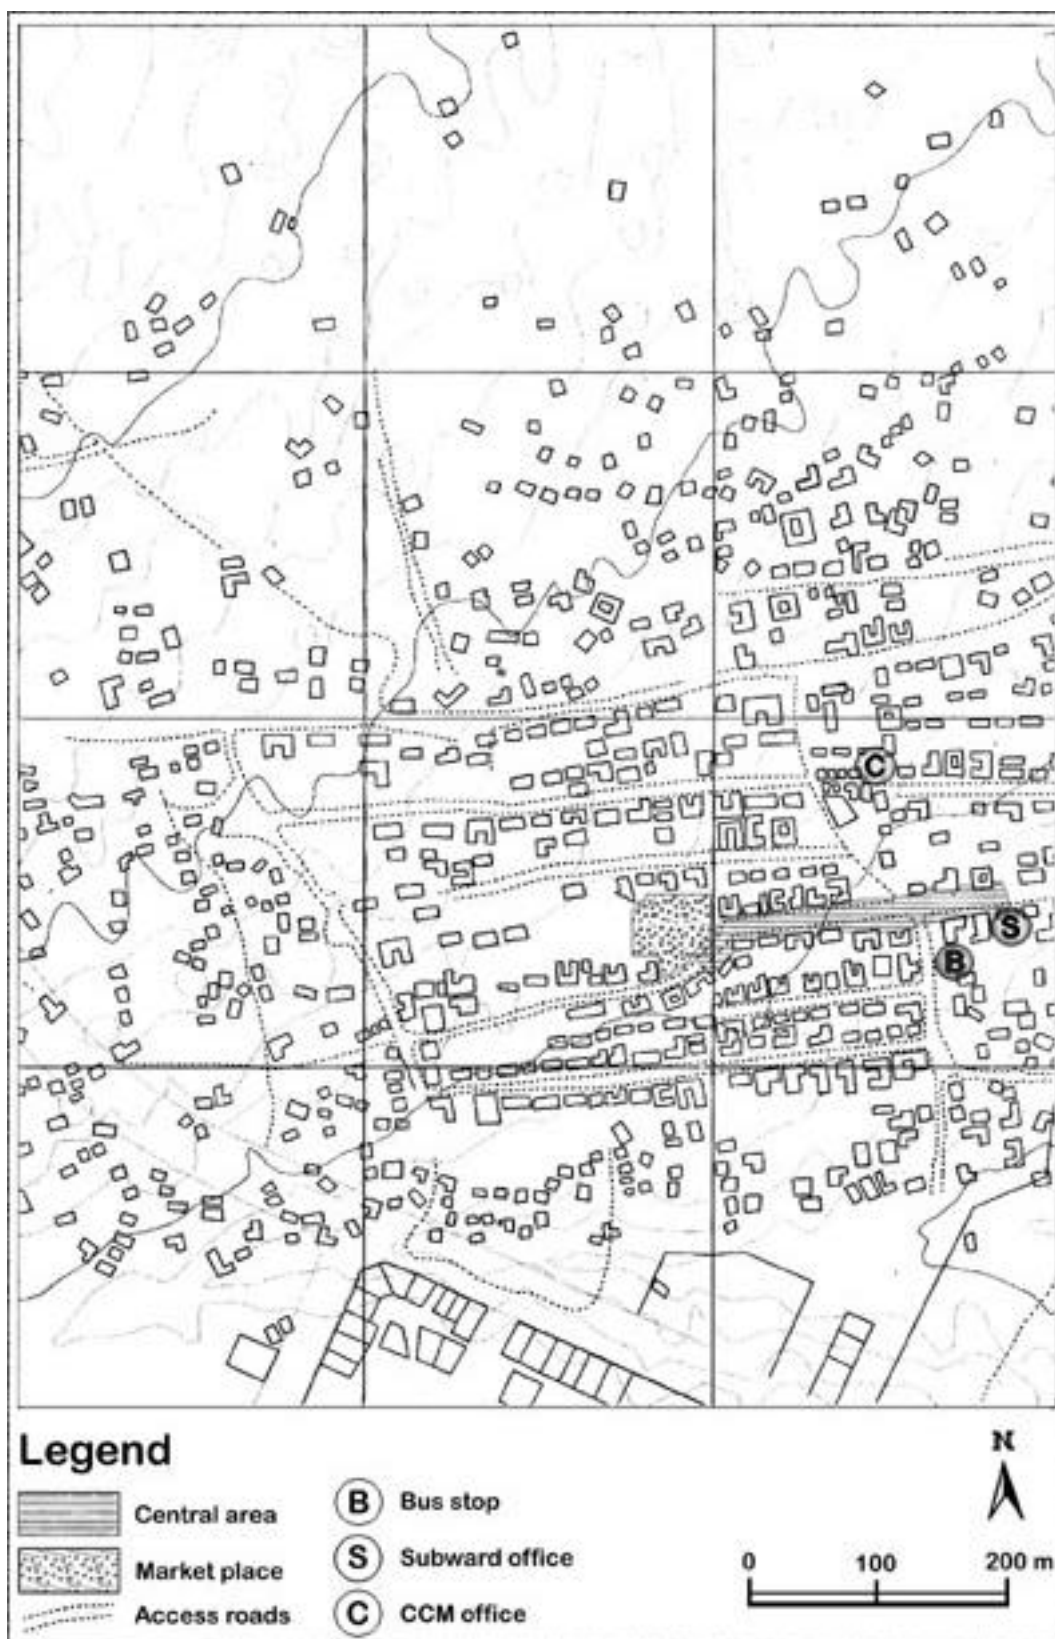 C
S
B
Legend
Central area
Market place
Access roads
B Bus stop
S Subward office
C CCM office
N
0 100 200 m